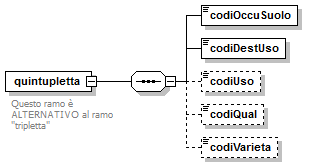 codiOccuSuolo
codiDestUso
quintupletta
codiUso
Questo ramo è
ALTERNATIVO al ramo
"tripletta"
codiQual
codiVarieta